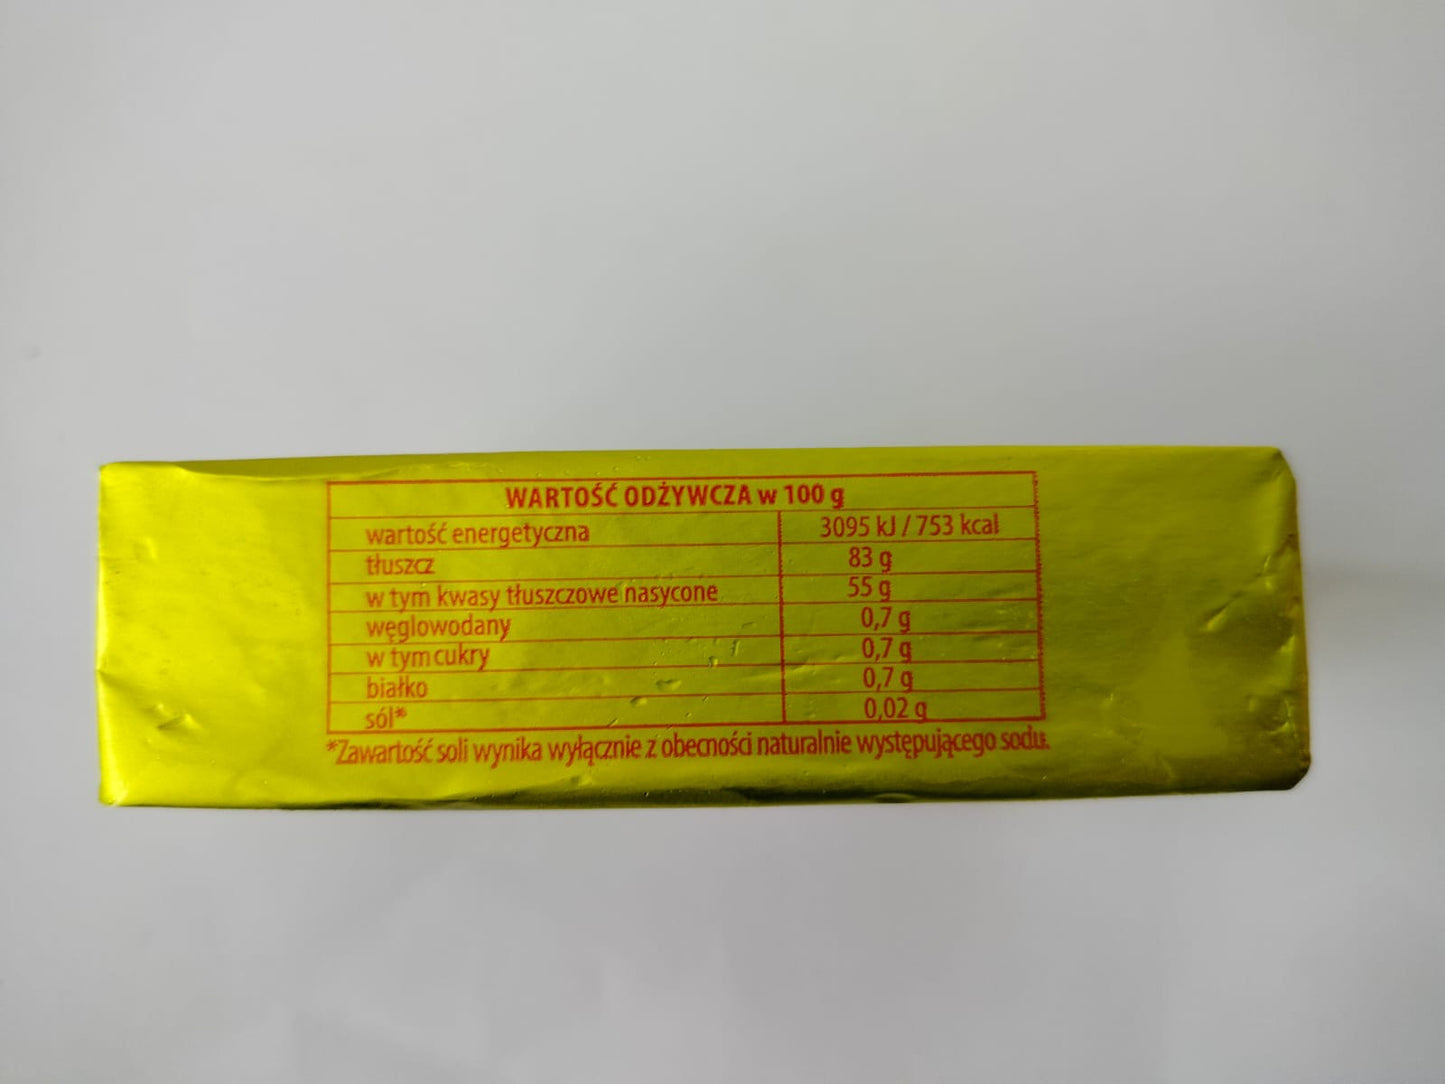 WARTOŚĆ ODŻYWCZA w 100 g
wartość energetyczna 3095 kJ / 753 kcal
tłuszcz 83 g
w tym kwasy tłuszczowe nasycone 55 g
węglowodany 0,7 g
w tym cukry 0,7 g
białko 0,7 g
sól* 0,02 g
*Zawartość soli wynika wyłącznie z obecności naturalnie występującego sodu.